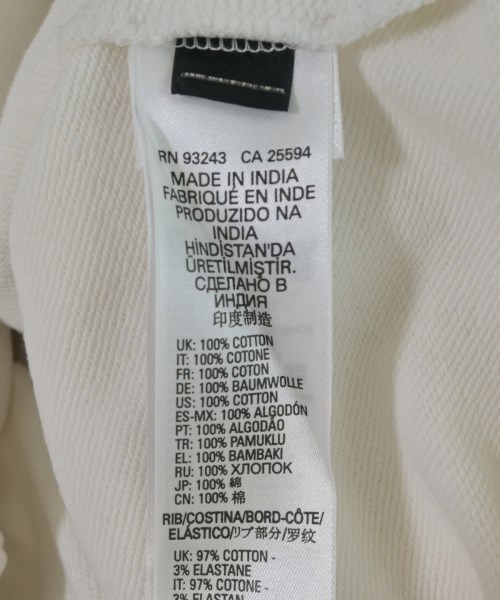 RN 93243 CA 25594
MADE IN INDIA
FABRIQUÉ EN INDE
PRODUZIDO NA
INDIA
HİNDİSTAN'DA
ÜRETİLMİŞTİR.
СДЕЛАНО В
ИНДИЯ
印度制造
UK: 100% COTTON
IT: 100% COTONE
FR: 100% COTON
DE: 100% BAUMWOLLE
US: 100% COTTON
ES-MX: 100% ALGODÓN
PT: 100% ALGODÃO
TR: 100% PAMUKLU
EL: 100% BAMBAKI
RU: 100% ХЛОПОК
JP: 100% 綿
CN: 100% 棉
RIB/COSTINA/BORD-CÔTE/
ELÁSTICO/リブ部分/罗纹
UK: 97% COTTON -
3% ELASTANE
IT: 97% COTONE -
3% ELASTAN